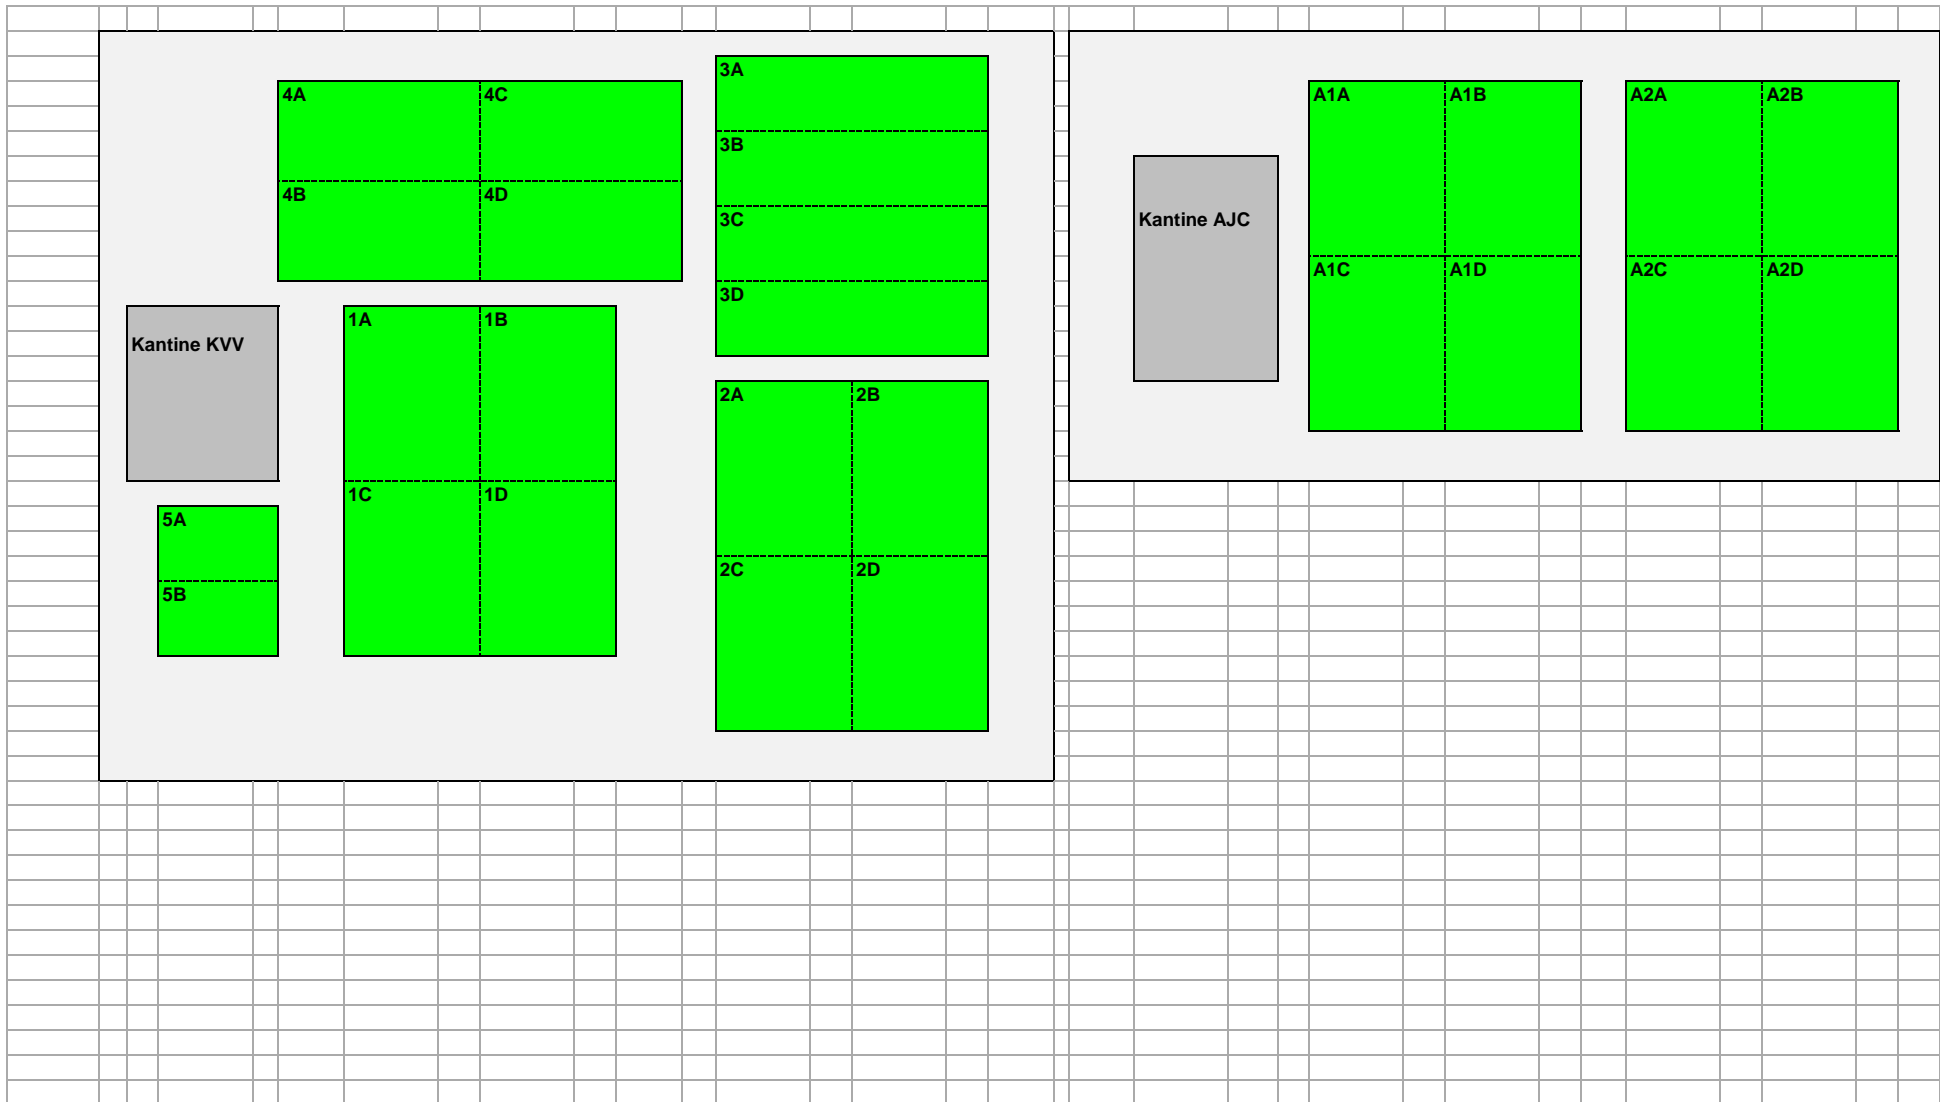 3A
4A
4C
3B
4B
4D
3C
3D
Kantine KVV
1A
1B
2A
2B
1C
1D
5A
2C
2D
5B
A1A
A1B
A2A
A2B
Kantine AJC
A1C
A1D
A2C
A2D